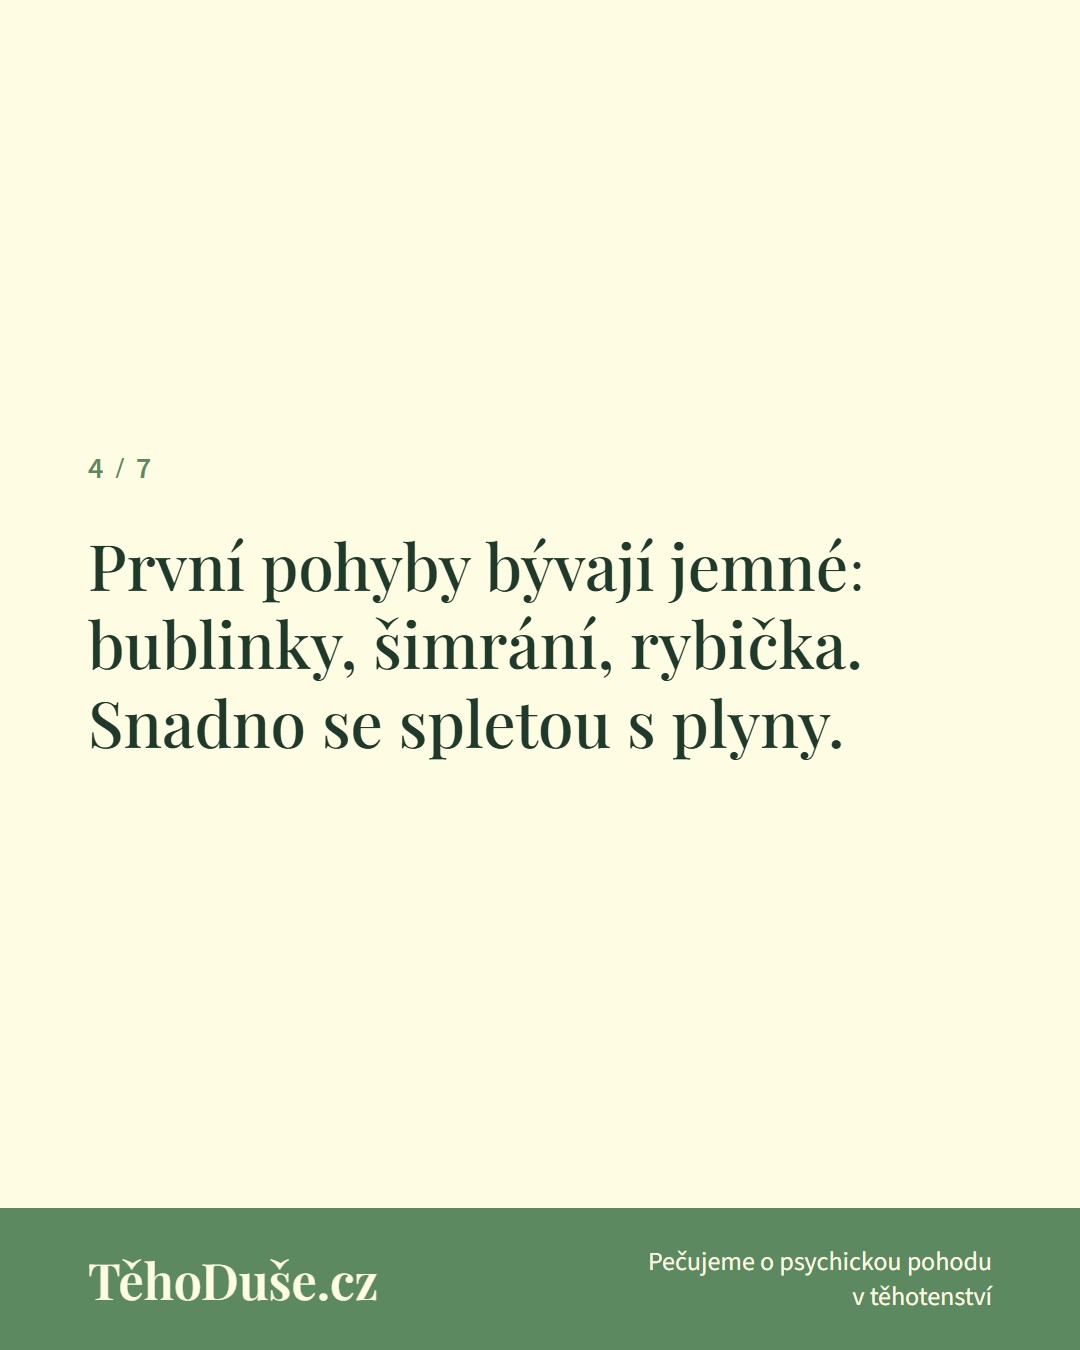 4 / 7
První pohyby bývají jemné:
bublinky, šimrání, rybička.
Snadno se spletou s plyny.
TěhoDuše.cz
Pečujeme o psychickou pohodu
v těhotenství